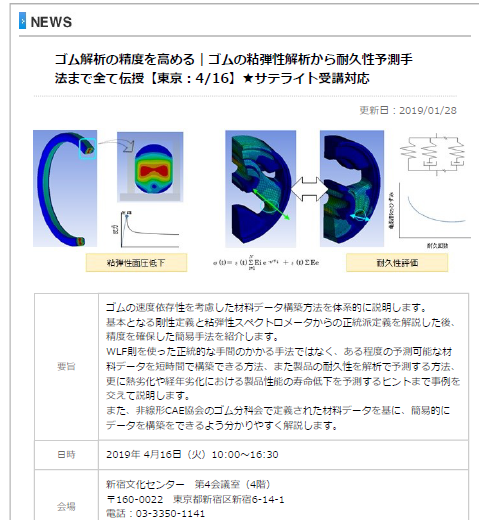 NEWS
ゴム解析の精度を高める｜ゴムの粘弾性解析から耐久性予測手
法まで全て伝授【東京：4/16】★サテライト受講対応
更新日：2019/01/28
応力
粘弾性面圧低下
耐久回数
耐久性評価
要旨
ゴムの速度依存性を考慮した材料データ構築方法を体系的に説明します。
基本となる剛性定義と粘弾性スペクトロメータからの正統派定義を解説した後、
精度を確保した簡易手法を紹介します。
WLF則を使った正統的な手間のかかる手法ではなく、ある程度の予測可能な材
料データを短時間で構築できる方法、また製品の耐久性を解析で予測する方法、
更に熱劣化や経年劣化における製品性能の寿命低下を予測するヒントまで事例を
交えて説明します。
また、非線形CAE協会のゴム分科会で定義された材料データを基に、簡易的に
データを構築をできるよう分かりやすく解説します。
日時
2019年 4月16日（火）10:00～16:30
会場
新宿文化センター　第4会議室（4階）
〒160-0022　東京都新宿区新宿6-14-1
電話：03-3350-1141